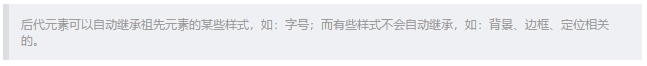 后代元素可以自动继承祖先元素的某些样式，如：字号；而有些样式不会自动继承，如：背景、边框、定位相关
的。